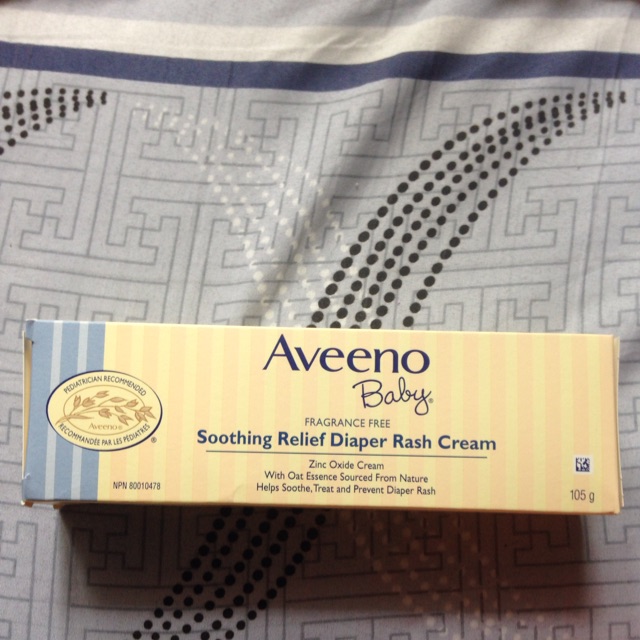 Aveeno
Baby®
FRAGRANCE FREE
Soothing Relief Diaper Rash Cream
Zinc Oxide Cream
With Oat Essence Sourced From Nature
Helps Soothe, Treat and Prevent Diaper Rash
PEDIATRICIAN RECOMMENDED
Aveeno®
RECOMMANDÉE PAR LES PÉDIATRES
®
NPN 80010478
105 g